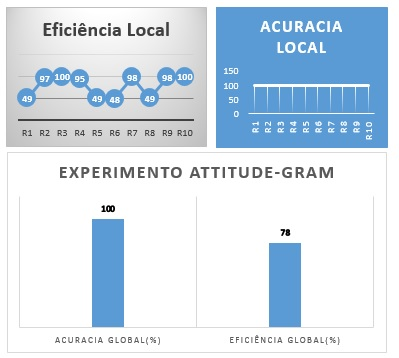 Eficiência Local
49 97 100 95 49 48 98 49 98 100
R1 R2 R3 R4 R5 R6 R7 R8 R9 R10
ACURACIA
LOCAL
150
100
50
0
R1 R2 R3 R4 R5 R6 R7 R8 R9 R10
EXPERIMENTO ATTITUDE-GRAM
100
78
ACURACIA GLOBAL(%) EFICIÊNCIA GLOBAL(%)